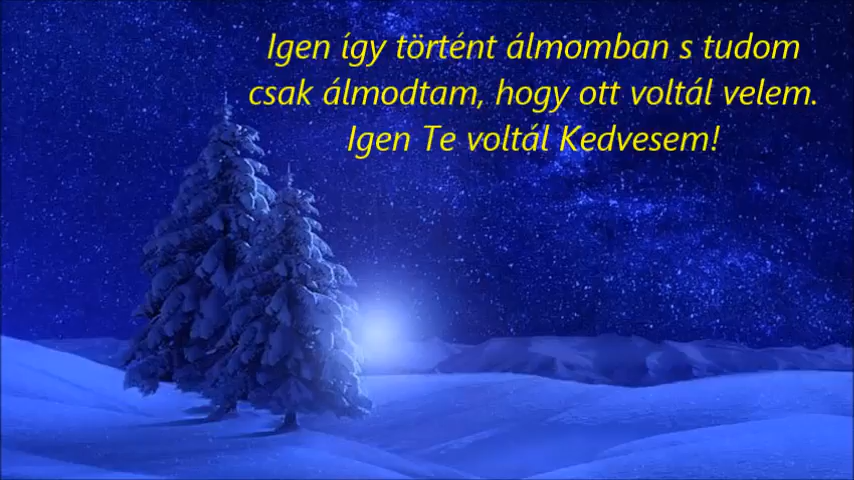 Igen így történt álmomban s tudom
csak álmodtam, hogy ott voltál velem.
Igen Te voltál Kedvesem!